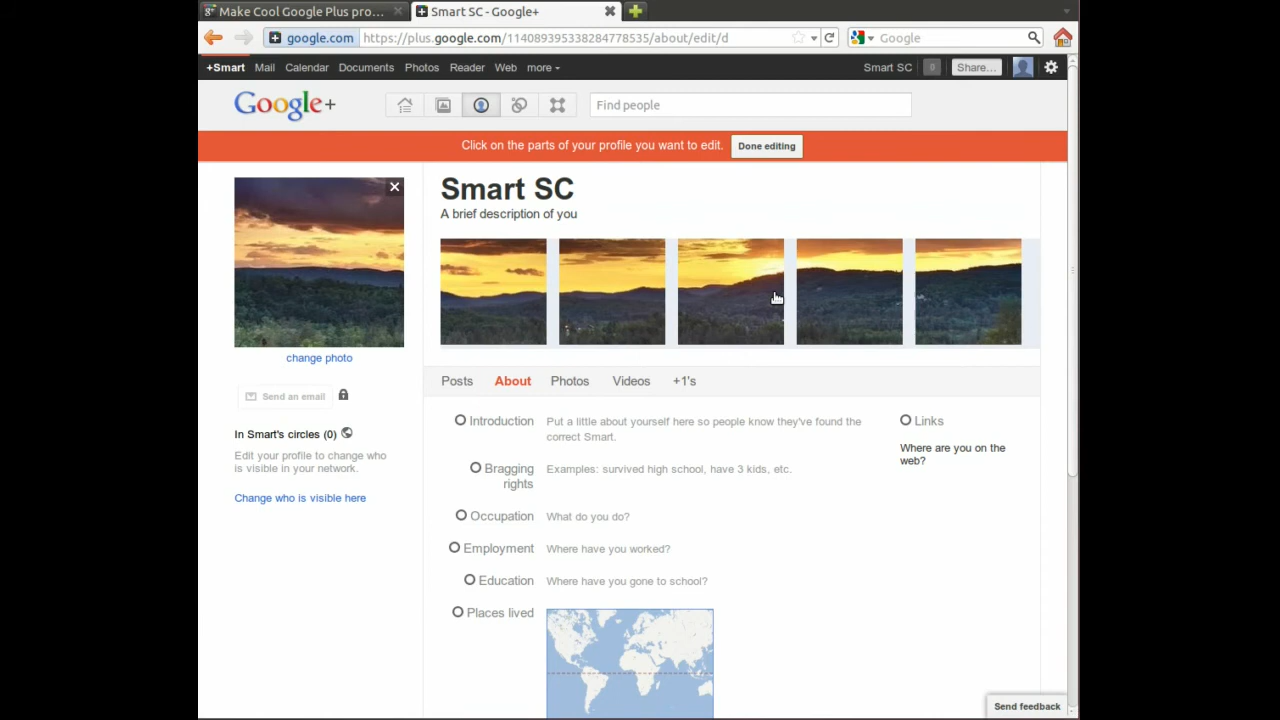 Make Cool Google Plus pro...
Smart SC - Google+
google.com
https://plus.google.com/114089395338284778535/about/edit/d
Google
+Smart Mail Calendar Documents Photos Reader Web more
Smart SC 0 Share...
Google+
Find people
Click on the parts of your profile you want to edit. Done editing
Smart SC
A brief description of you
change photo
Send an email
In Smart's circles (0)
Edit your profile to change who
is visible in your network.
Change who is visible here
Posts About Photos Videos +1's
Introduction Put a little about yourself here so people know they've found the
correct Smart.
Bragging
rights
Examples: survived high school, have 3 kids, etc.
Occupation What do you do?
Employment Where have you worked?
Education Where have you gone to school?
Places lived
Links
Where are you on the
web?
Send feedback